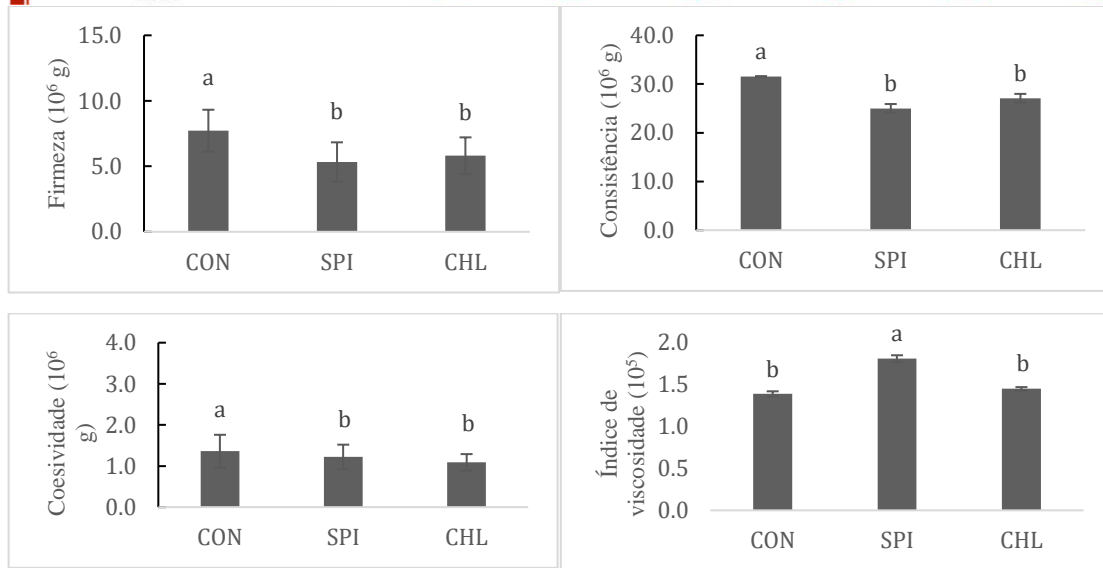 15.0
10.0
5.0
0.0
Firmeza (10⁶ g)
a
b
b
CON
SPI
CHL
40.0
30.0
20.0
10.0
0.0
Consistência (10⁶ g)
a
b
b
CON
SPI
CHL
4.0
3.0
2.0
1.0
0.0
Coesividade (10⁶
g)
a
b
b
CON
SPI
CHL
2.0
1.5
1.0
0.5
0.0
Índice de
viscosidade (10⁵)
b
a
b
CON
SPI
CHL